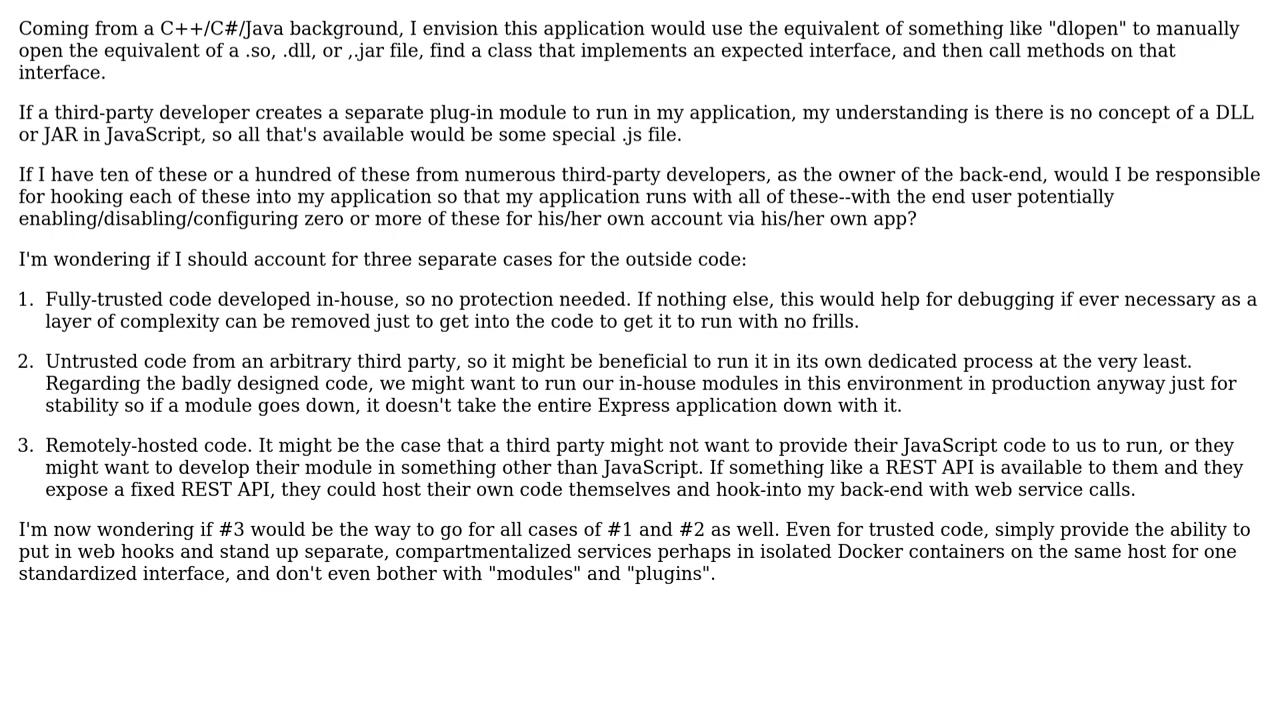 Coming from a C++/C#/Java background, I envision this application would use the equivalent of something like "dlopen" to manually
open the equivalent of a .so, .dll, or ,.jar file, find a class that implements an expected interface, and then call methods on that
interface.
If a third-party developer creates a separate plug-in module to run in my application, my understanding is there is no concept of a DLL
or JAR in JavaScript, so all that's available would be some special .js file.
If I have ten of these or a hundred of these from numerous third-party developers, as the owner of the back-end, would I be responsible
for hooking each of these into my application so that my application runs with all of these--with the end user potentially
enabling/disabling/configuring zero or more of these for his/her own account via his/her own app?
I'm wondering if I should account for three separate cases for the outside code:
1. Fully-trusted code developed in-house, so no protection needed. If nothing else, this would help for debugging if ever necessary as a
layer of complexity can be removed just to get into the code to get it to run with no frills.
2. Untrusted code from an arbitrary third party, so it might be beneficial to run it in its own dedicated process at the very least.
Regarding the badly designed code, we might want to run our in-house modules in this environment in production anyway just for
stability so if a module goes down, it doesn't take the entire Express application down with it.
3. Remotely-hosted code. It might be the case that a third party might not want to provide their JavaScript code to us to run, or they
might want to develop their module in something other than JavaScript. If something like a REST API is available to them and they
expose a fixed REST API, they could host their own code themselves and hook-into my back-end with web service calls.
I'm now wondering if #3 would be the way to go for all cases of #1 and #2 as well. Even for trusted code, simply provide the ability to
put in web hooks and stand up separate, compartmentalized services perhaps in isolated Docker containers on the same host for one
standardized interface, and don't even bother with "modules" and "plugins".